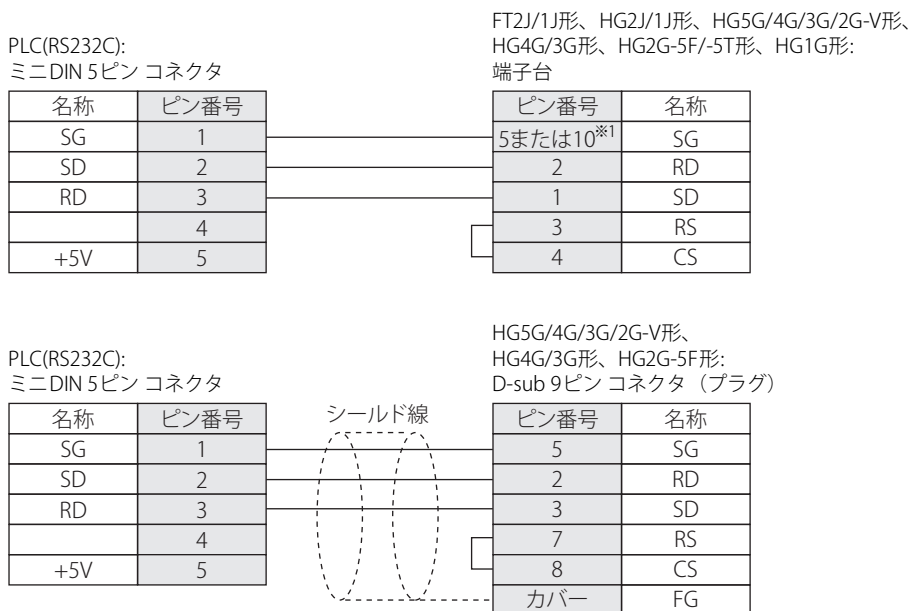 FT2J/1J形、HG2J/1J形、HG5G/4G/3G/2G-V形、
HG4G/3G形、HG2G-5F/-5T形、HG1G形:
端子台
PLC(RS232C):
ミニDIN 5ピン コネクタ
名称 ピン番号
SG 1
SD 2
RD 3
4
+5V 5
ピン番号 名称
5または10※1 SG
2 RD
1 SD
3 RS
4 CS
HG5G/4G/3G/2G-V形、
HG4G/3G形、HG2G-5F形:
D-sub 9ピン コネクタ（プラグ）
PLC(RS232C):
ミニDIN 5ピン コネクタ
名称 ピン番号
SG 1
SD 2
RD 3
4
+5V 5
シールド線
ピン番号 名称
5 SG
2 RD
3 SD
7 RS
8 CS
カバー FG